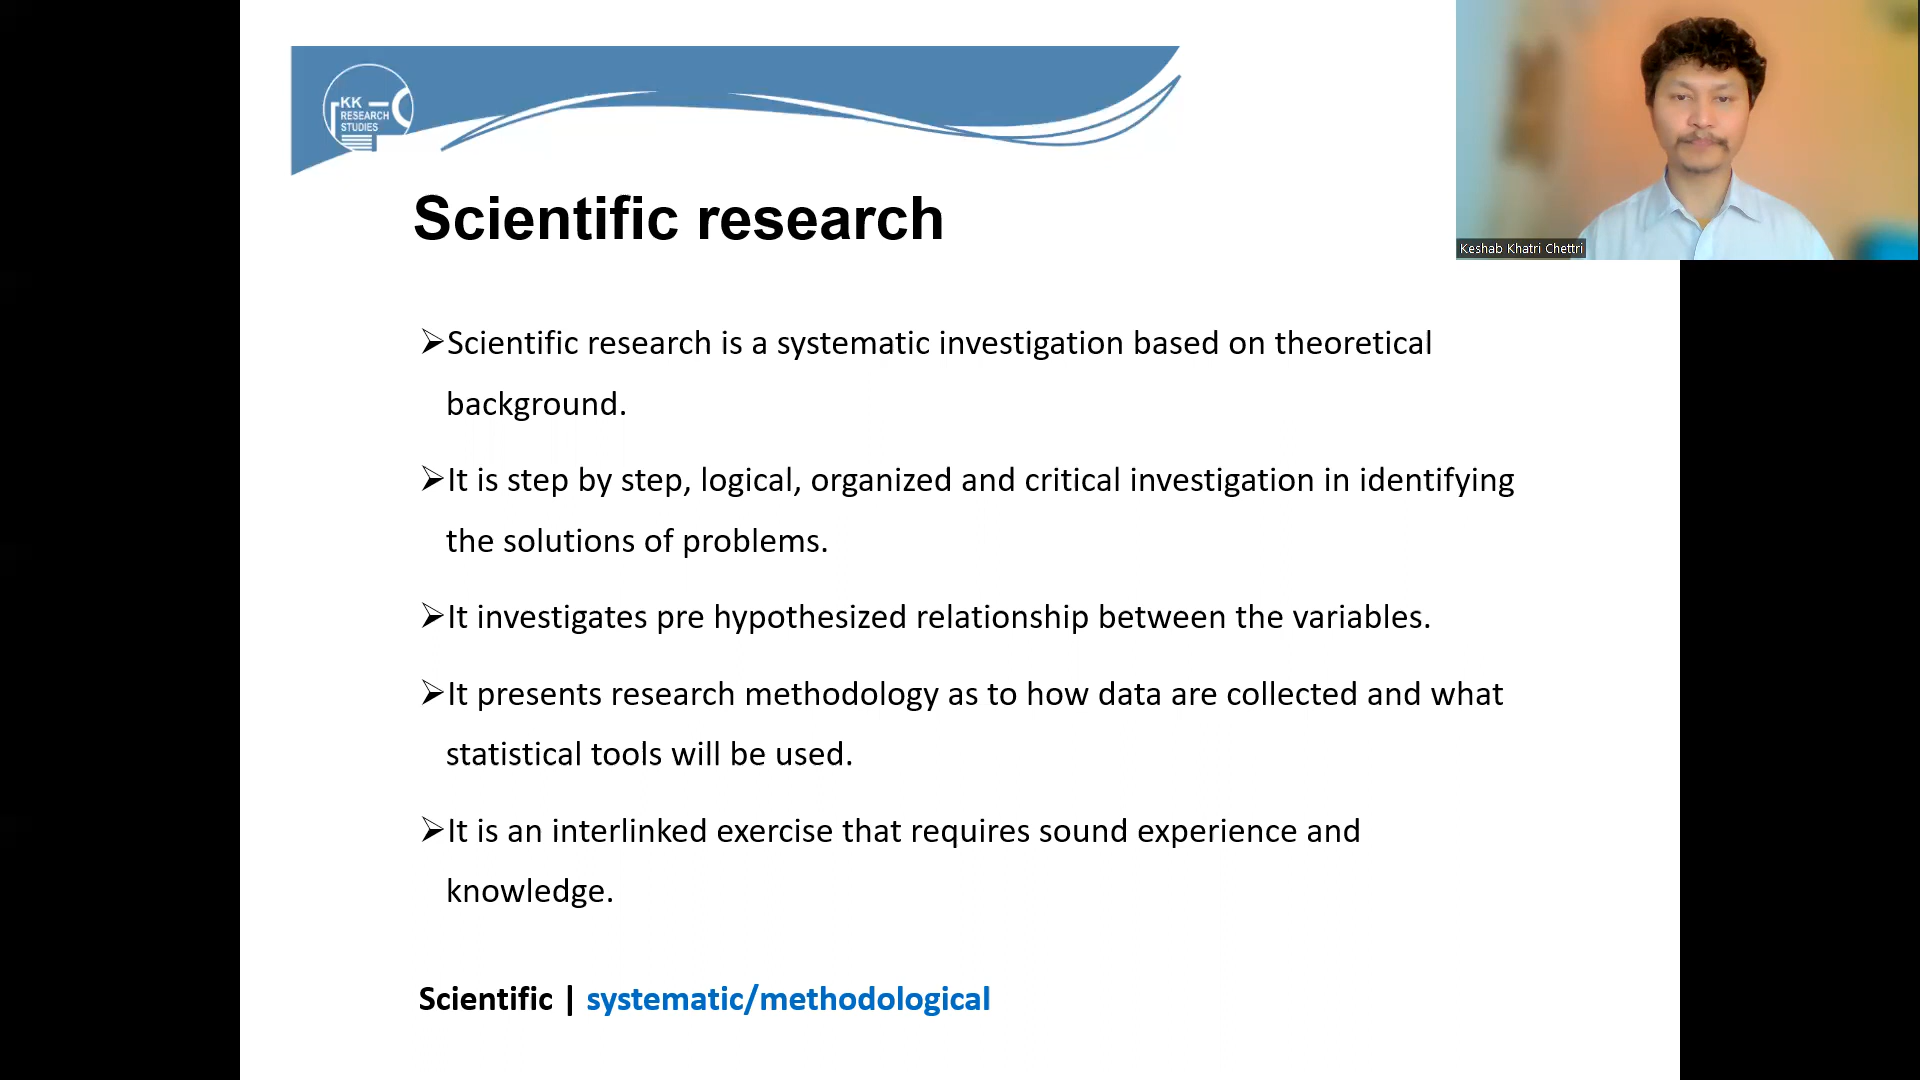 KK
RESEARCH
STUDIES
Scientific research
Keshab Khatri Chettri
➢Scientific research is a systematic investigation based on theoretical
background.
➢It is step by step, logical, organized and critical investigation in identifying
the solutions of problems.
➢It investigates pre hypothesized relationship between the variables.
➢It presents research methodology as to how data are collected and what
statistical tools will be used.
➢It is an interlinked exercise that requires sound experience and
knowledge.
Scientific | systematic/methodological